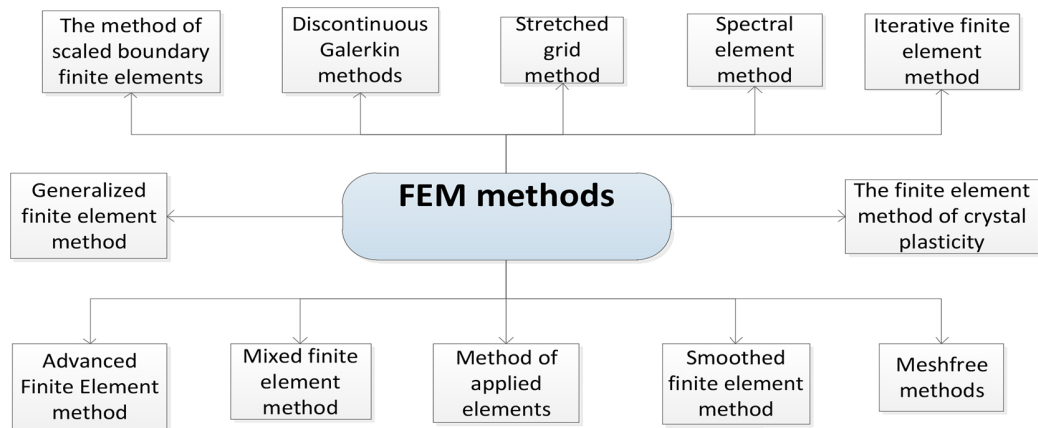 The method of
scaled boundary
finite elements
Discontinuous
Galerkin
methods
Stretched
grid
method
Spectral
element
method
Iterative finite
element
method
Generalized
finite element
method
FEM methods
The finite element
method of crystal
plasticity
Advanced
Finite Element
method
Mixed finite
element
method
Method of
applied
elements
Smoothed
finite element
method
Meshfree
methods